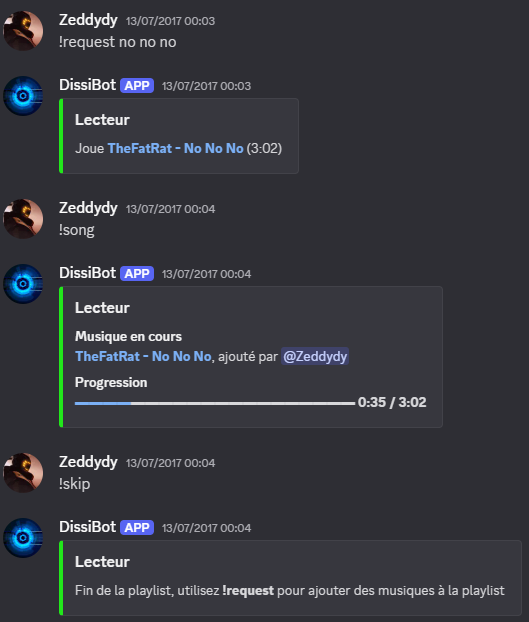 Zeddydy 13/07/2017 00:03
!request no no no
DissiBot APP 13/07/2017 00:03
Lecteur
Joue TheFatRat - No No No (3:02)
Zeddydy 13/07/2017 00:04
!song
DissiBot APP 13/07/2017 00:04
Lecteur
Musique en cours
TheFatRat - No No No, ajouté par @Zeddydy
Progression
0:35 / 3:02
Zeddydy 13/07/2017 00:04
!skip
DissiBot APP 13/07/2017 00:04
Lecteur
Fin de la playlist, utilisez !request pour ajouter des musiques à la playlist